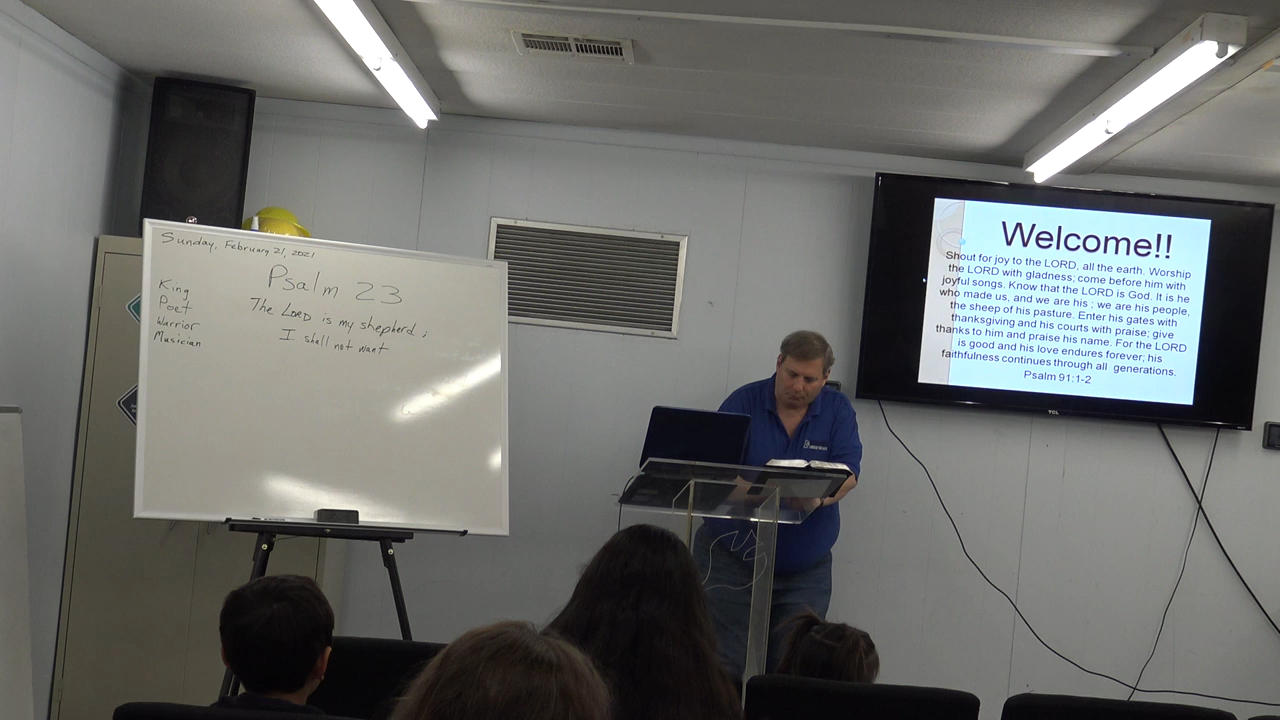 Sunday, February 21, 2021
Psalm 23
King
Poet
Warrior
Musician
The LORD is my shepherd;
I shall not want
Welcome!!
Shout for joy to the LORD, all the earth. Worship
the LORD with gladness; come before him with
joyful songs. Know that the LORD is God. It is he
who made us, and we are his ; we are his people,
the sheep of his pasture. Enter his gates with
thanksgiving and his courts with praise; give
thanks to him and praise his name. For the LORD
is good and his love endures forever; his
faithfulness continues through all generations.
Psalm 91:1-2
TCL